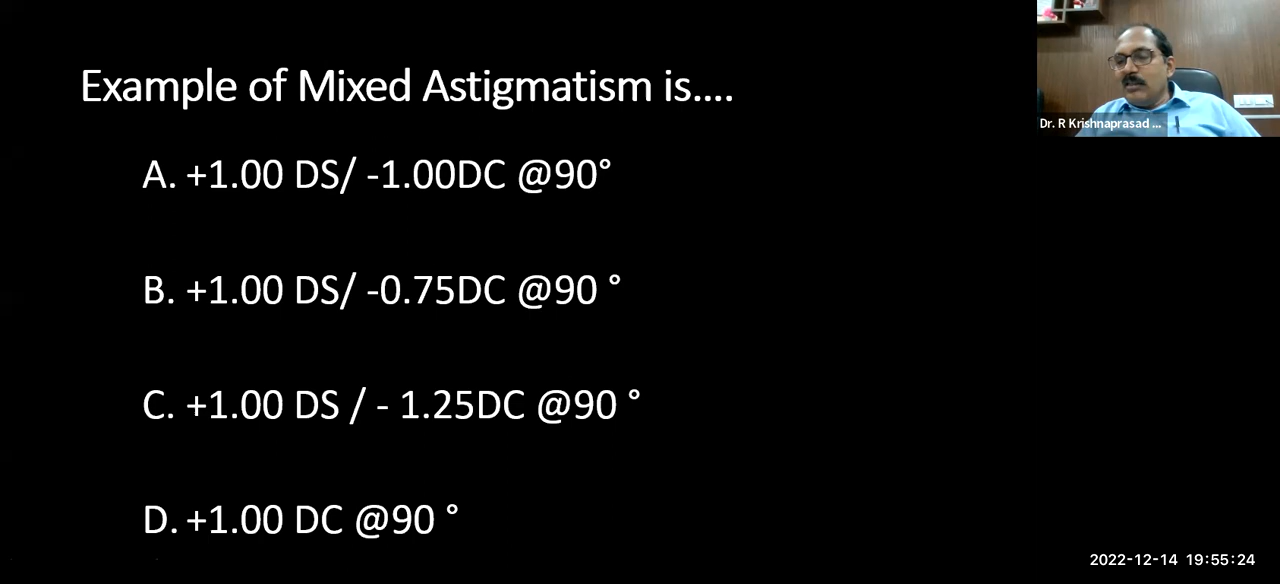 Example of Mixed Astigmatism is....
Dr. R Krishnaprasad ...
A. +1.00 DS/ -1.00DC @90°
B. +1.00 DS/ -0.75DC @90 °
C. +1.00 DS / - 1.25DC @90 °
D. +1.00 DC @90 °
2022-12-14 19:55:24